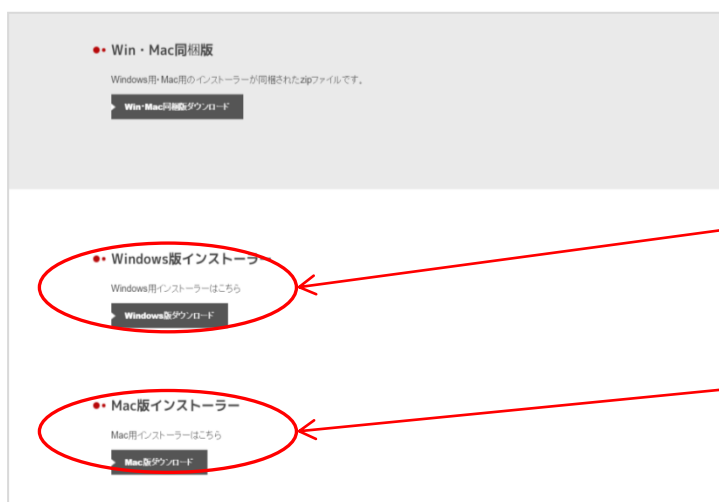 Win・Mac同梱版
Windows用・Mac用のインストーラーが同梱されたzipファイルです。
Win・Mac同梱版ダウンロード
Windows版インストーラー
Windows用インストーラーはこちら
Windows版ダウンロード
Mac版インストーラー
Mac用インストーラーはこちら
Mac版ダウンロード